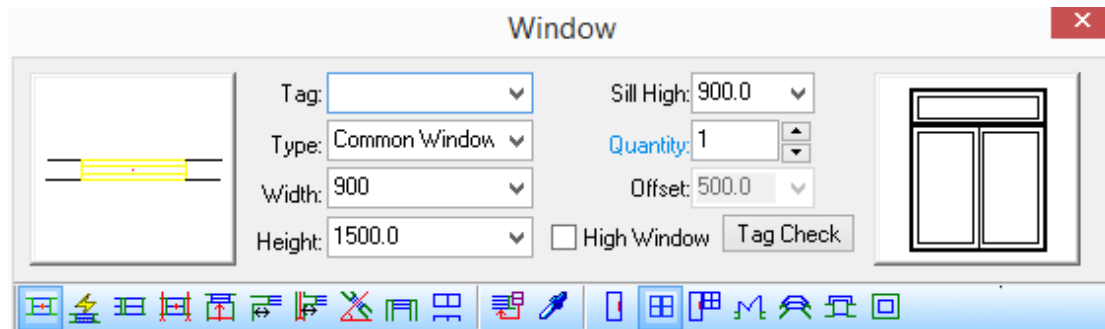 Window
Tag:
Sill High: 900.0
Type: Common Window
Quantity: 1
Width: 900
Offset: 500.0
Height: 1500.0
High Window
Tag Check